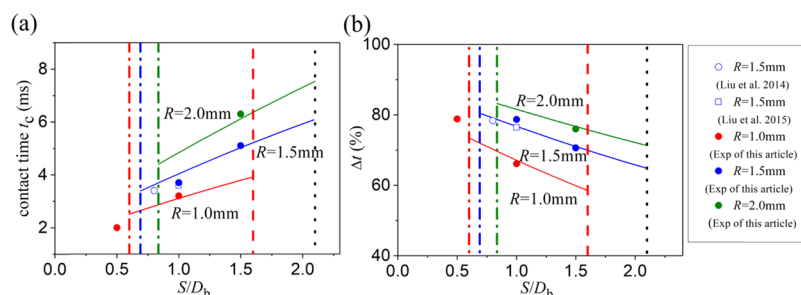 (a)
contact time tc (ms)
8
6
4
2
0.0 0.5 1.0 1.5 2.0
S/Db
R=2.0mm
R=1.5mm
R=1.0mm
(b)
Δt (%)
100
80
60
40
0.0 0.5 1.0 1.5 2.0
S/Db
R=2.0mm
R=1.5mm
R=1.0mm
R=1.5mm
(Liu et al. 2014)
R=1.5mm
(Liu et al. 2015)
R=1.0mm
(Exp of this article)
R=1.5mm
(Exp of this article)
R=2.0mm
(Exp of this article)